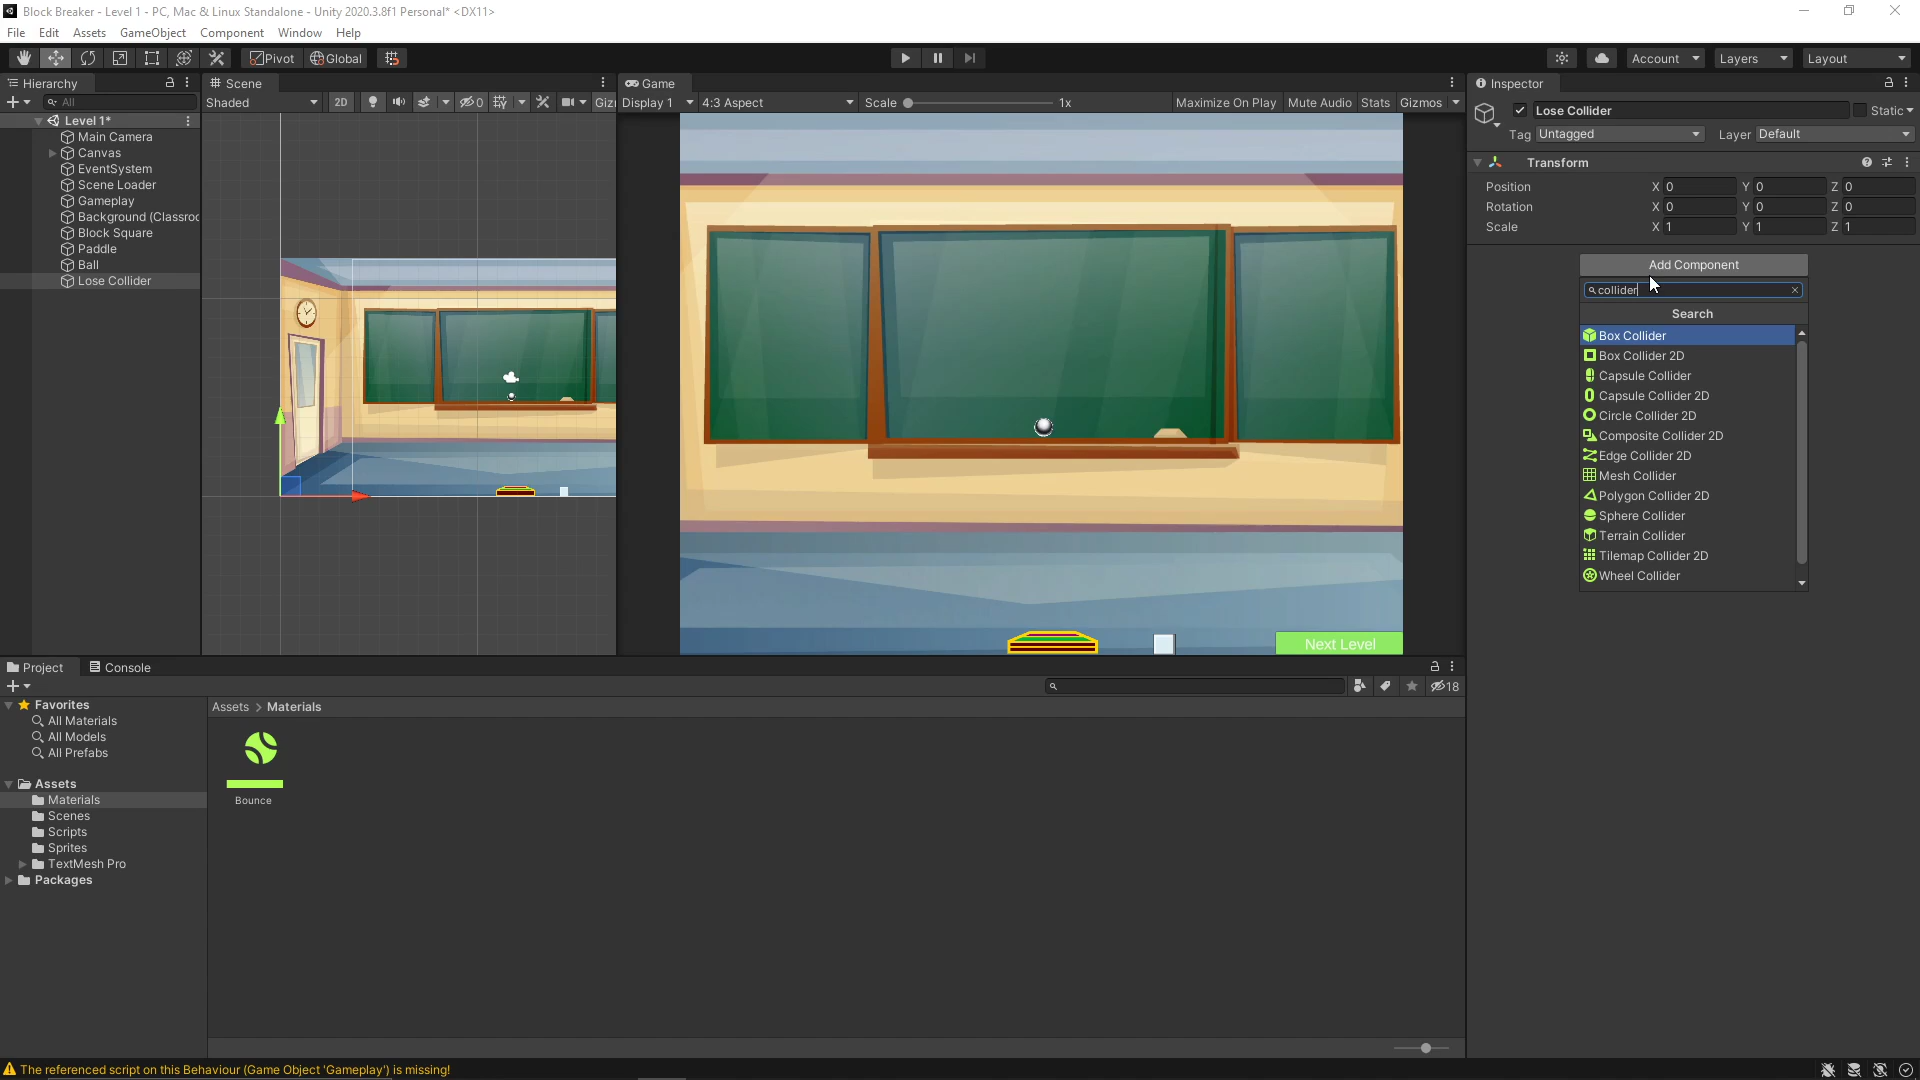 Block Breaker - Level 1 - PC, Mac & Linux Standalone - Unity 2020.3.8f1 Personal* <DX11>
File Edit Assets GameObject Component Window Help
Pivot Global Account Layers Layout
Hierarchy
All
Level 1*
Main Camera
Canvas
EventSystem
Scene Loader
Gameplay
Background (Classroo
Block Square
Paddle
Ball
Lose Collider
Scene
Shaded 2D 0 Giz
Game
Display 1 4:3 Aspect Scale 1x Maximize On Play Mute Audio Stats Gizmos
Next Level
Inspector
Lose Collider Static
Tag Untagged Layer Default
Transform
Position X 0 Y 0 Z 0
Rotation X 0 Y 0 Z 0
Scale X 1 Y 1 Z 1
Add Component
collider
Search
Box Collider
Box Collider 2D
Capsule Collider
Capsule Collider 2D
Circle Collider 2D
Composite Collider 2D
Edge Collider 2D
Mesh Collider
Polygon Collider 2D
Sphere Collider
Terrain Collider
Tilemap Collider 2D
Wheel Collider
Project Console
18
Favorites
All Materials
All Models
All Prefabs
Assets
Materials
Scenes
Scripts
Sprites
TextMesh Pro
Packages
Assets > Materials
Bounce
The referenced script on this Behaviour (Game Object 'Gameplay') is missing!